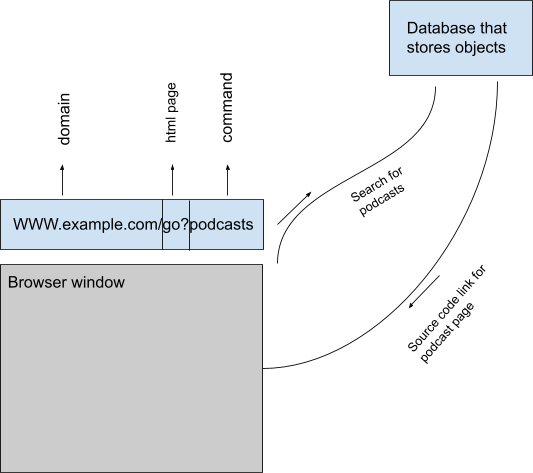 Database that
stores objects
domain
html page
command
Search for
podcasts
WWW.example.com/go?podcasts
Browser window
Source code link for
podcast page